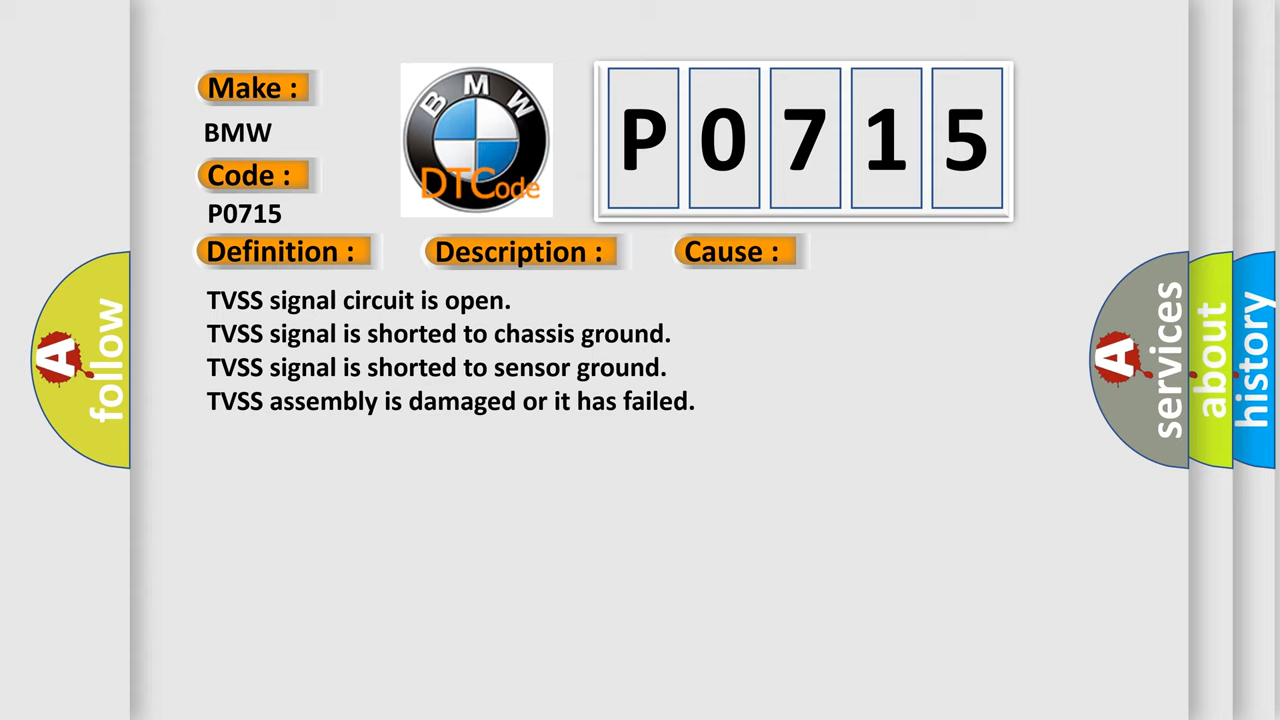 Make :
BMW
Code :
P0715
B M W
DTCode
P 0 7 1 5
Definition :
Description :
Cause :
TVSS signal circuit is open.
TVSS signal is shorted to chassis ground.
TVSS signal is shorted to sensor ground.
TVSS assembly is damaged or it has failed.
A
follow
A
services
about
history